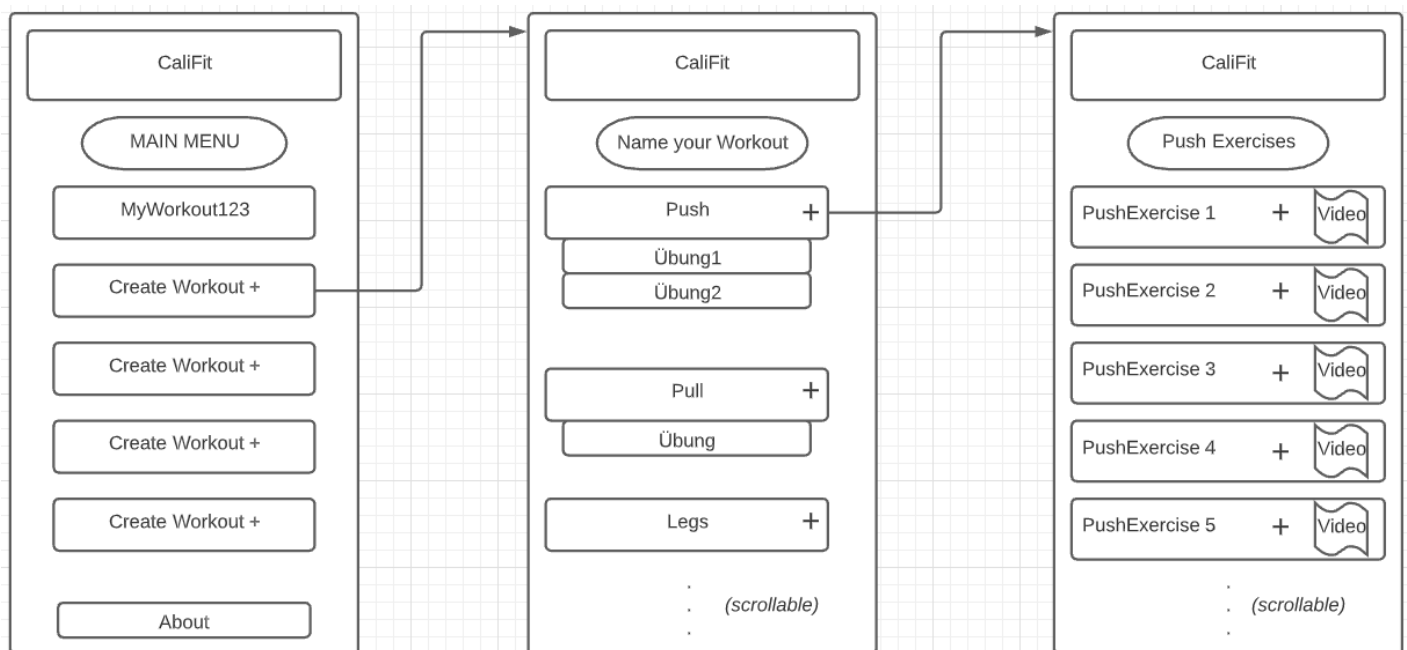 CaliFit
MAIN MENU
MyWorkout123
Create Workout +
Create Workout +
Create Workout +
Create Workout +
About
CaliFit
Name your Workout
Push +
Übung1
Übung2
Pull +
Übung
Legs +
. 
. (scrollable)
.
CaliFit
Push Exercises
PushExercise 1 + Video
PushExercise 2 + Video
PushExercise 3 + Video
PushExercise 4 + Video
PushExercise 5 + Video
.
. (scrollable)
.